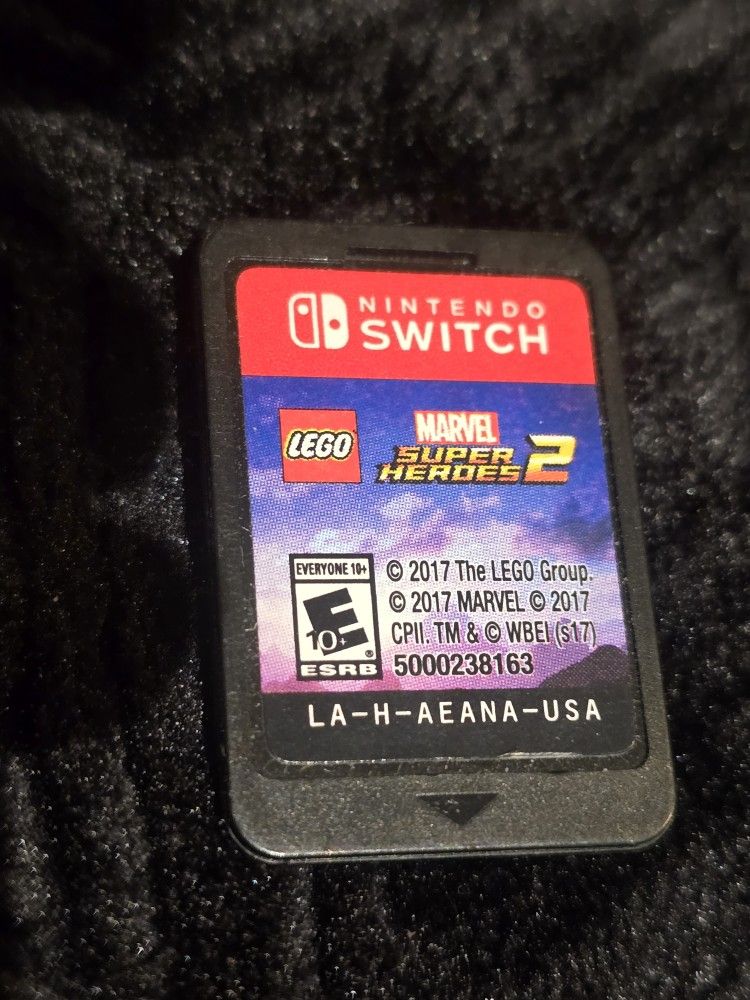 NINTENDO
SWITCH
LEGO
MARVEL
SUPER
HEROES 2
EVERYONE 10+
E
10+
ESRB
© 2017 The LEGO Group.
© 2017 MARVEL © 2017
CPII. TM & © WBEI (s17)
5000238163
LA-H-AEANA-USA